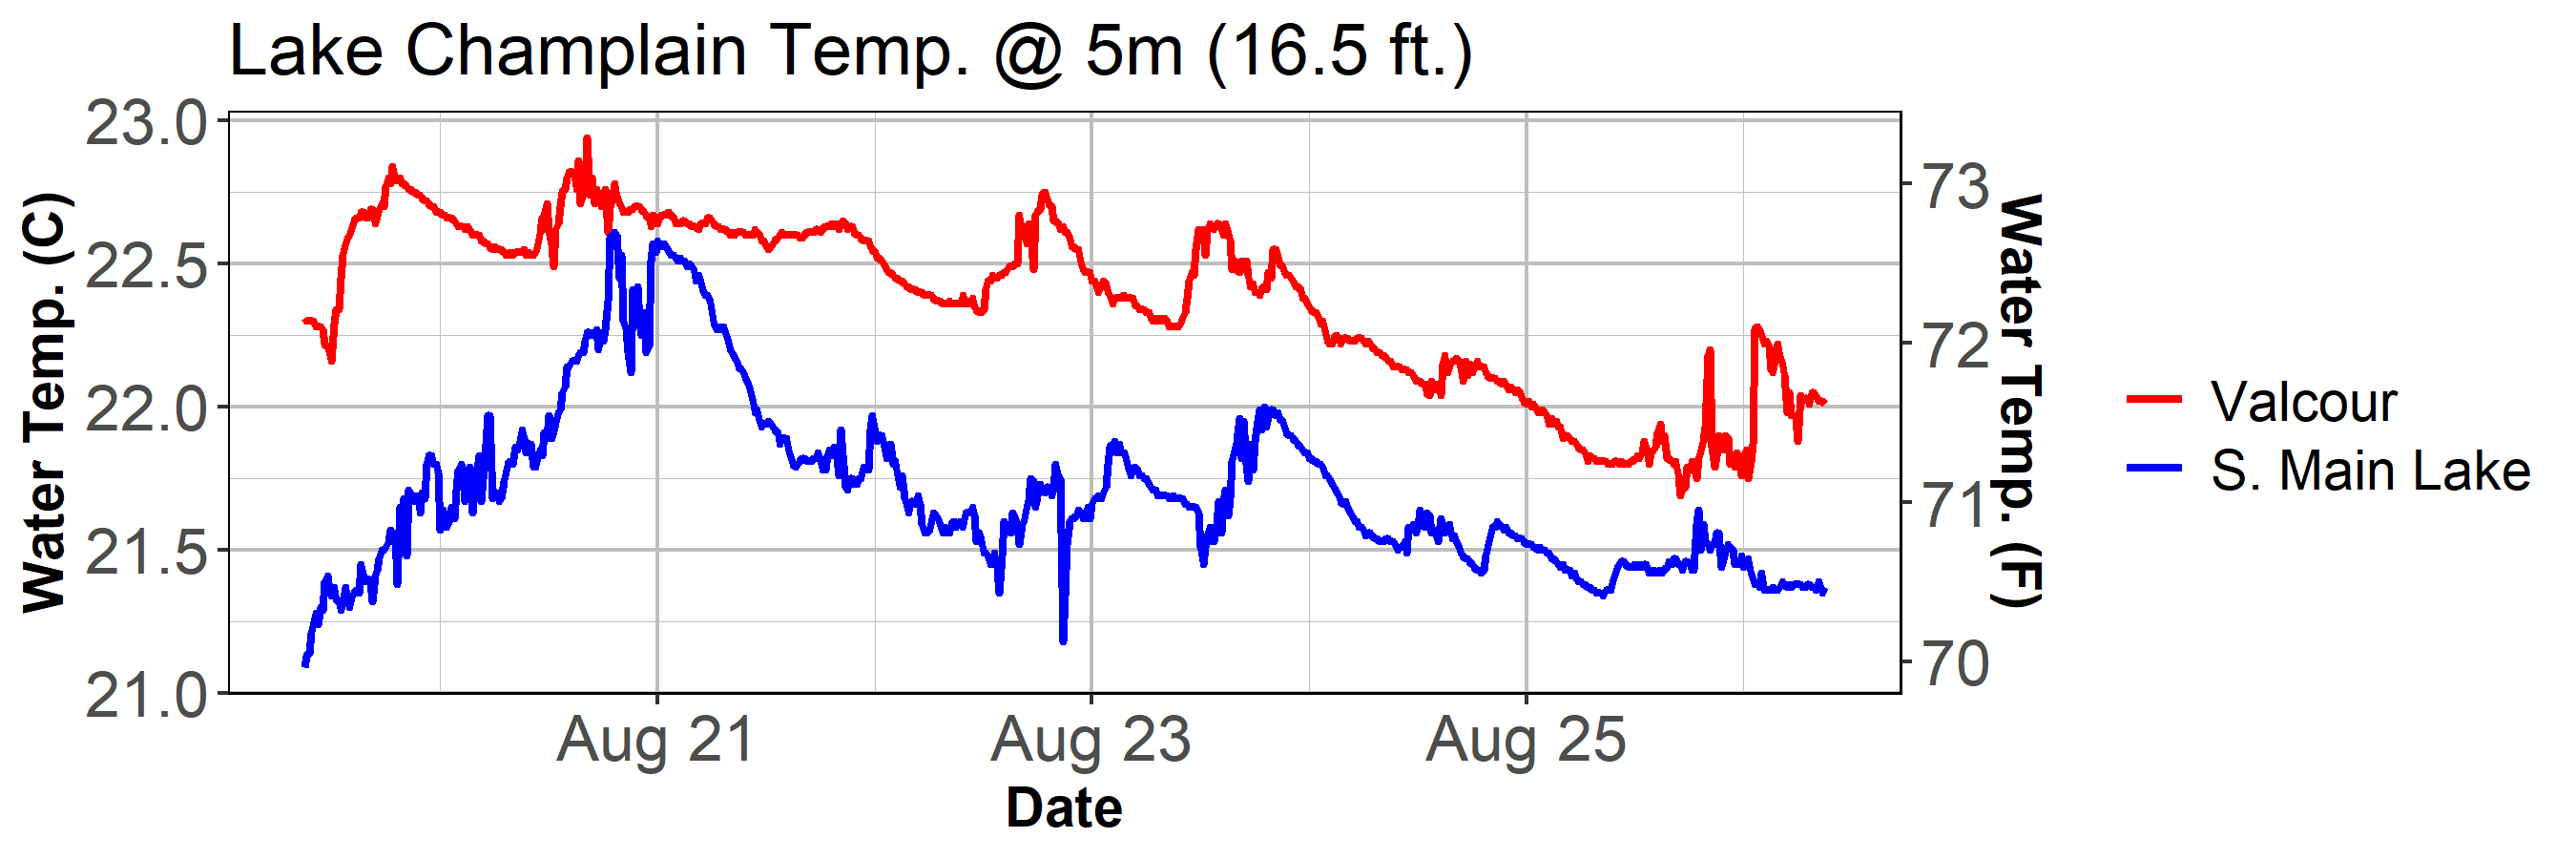 Lake Champlain Temp. @ 5m (16.5 ft.)
Water Temp. (C)
23.0
22.5
22.0
21.5
21.0
73
72
71
70
Water Temp. (F)
Aug 21 Aug 23 Aug 25
Date
Valcour
S. Main Lake